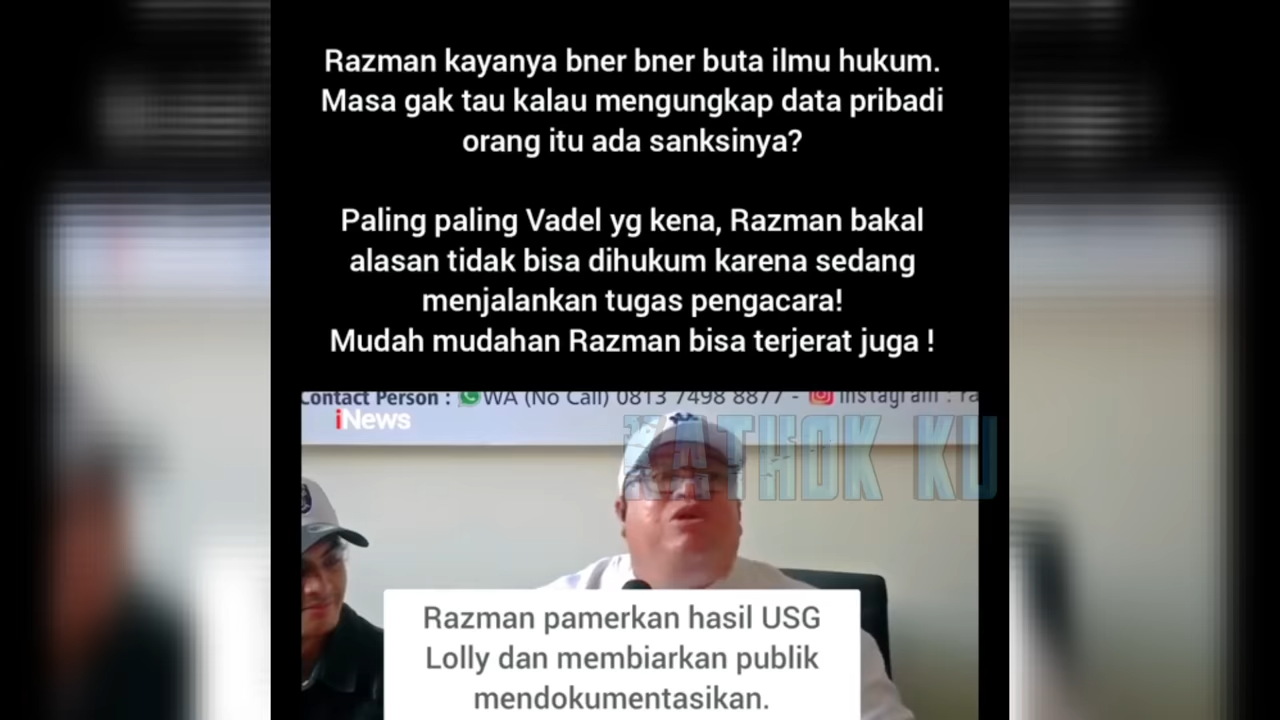 Razman kayanya bner bner buta ilmu hukum.
Masa gak tau kalau mengungkap data pribadi
orang itu ada sanksinya?
Paling paling Vadel yg kena, Razman bakal
alasan tidak bisa dihukum karena sedang
menjalankan tugas pengacara!
Mudah mudahan Razman bisa terjerat juga !
Contact Person : WA (No Call) 0813 7498 8877 - Instagram : ra
iNews
KATHOK KU
Razman pamerkan hasil USG
Lolly dan membiarkan publik
mendokumentasikan.